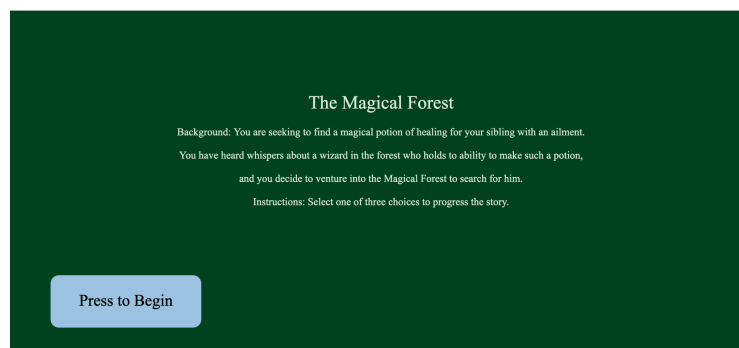 The Magical Forest
Background: You are seeking to find a magical potion of healing for your sibling with an ailment.
You have heard whispers about a wizard in the forest who holds to ability to make such a potion,
and you decide to venture into the Magical Forest to search for him.
Instructions: Select one of three choices to progress the story.
Press to Begin